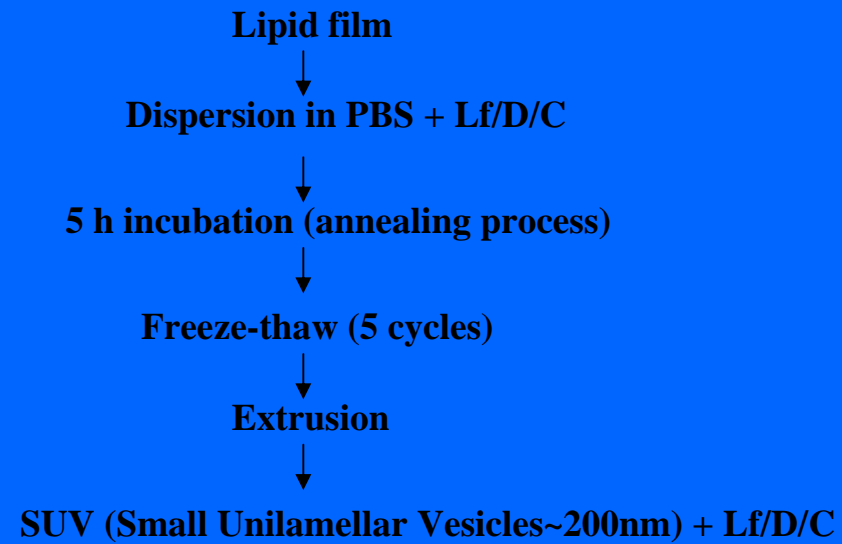 Lipid film
Dispersion in PBS + Lf/D/C
5 h incubation (annealing process)
Freeze-thaw (5 cycles)
Extrusion
SUV (Small Unilamellar Vesicles~200nm) + Lf/D/C